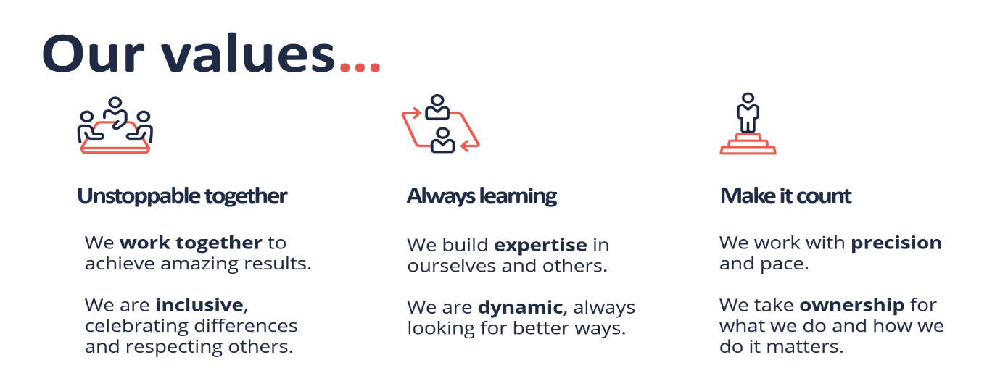 Our values...
Unstoppable together
We work together to
achieve amazing results.
We are inclusive,
celebrating differences
and respecting others.
Always learning
We build expertise in
ourselves and others.
We are dynamic, always
looking for better ways.
Make it count
We work with precision
and pace.
We take ownership for
what we do and how we
do it matters.